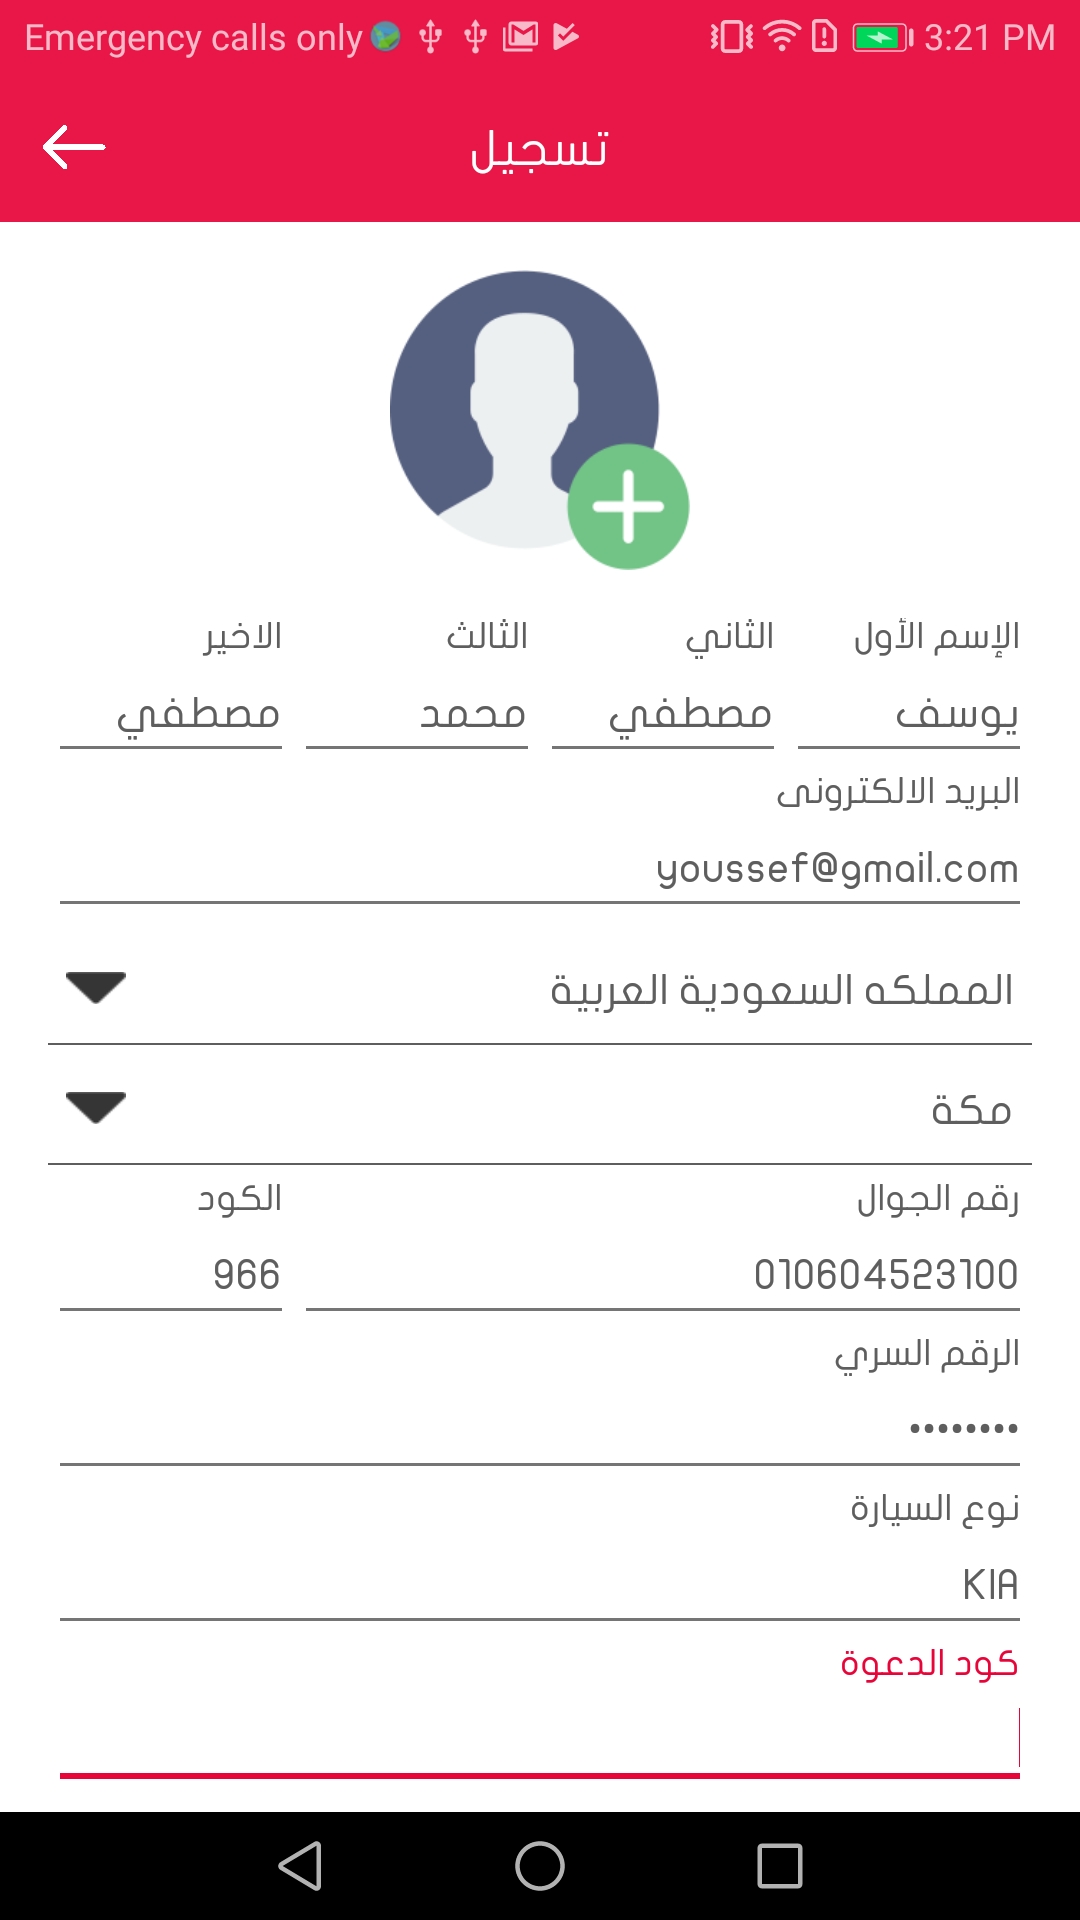 Emergency calls only 3:21 PM
تسجيل
الإسم الأول الثاني الثالث الاخير
يوسف مصطفي محمد مصطفي
البريد الالكترونى
youssef@gmail.com
المملكه السعودية العربية
مكة
رقم الجوال الكود
010604523100 966
الرقم السري
••••••••
نوع السيارة
KIA
كود الدعوة